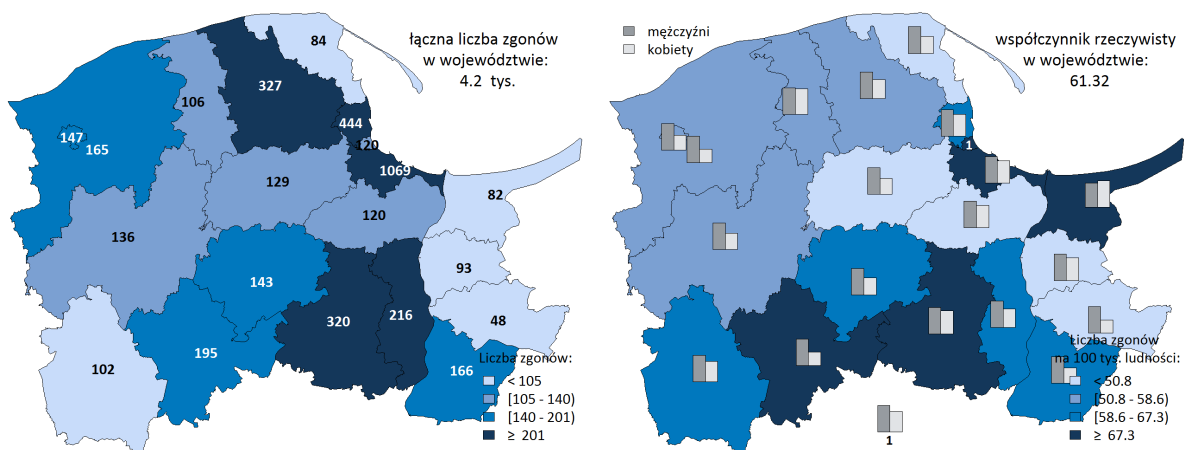 84
łączna liczba zgonów
w województwie:
4.2 tys.
327
106
444
120
147
165
1069
129
82
120
136
93
143
48
320
216
195
102
166
Liczba zgonów:
< 105
[105 - 140)
[140 - 201)
≥ 201
mężczyźni
kobiety
współczynnik rzeczywisty
w województwie:
61.32
1
Liczba zgonów
na 100 tys. ludności:
< 50.8
[50.8 - 58.6)
[58.6 - 67.3)
≥ 67.3
1